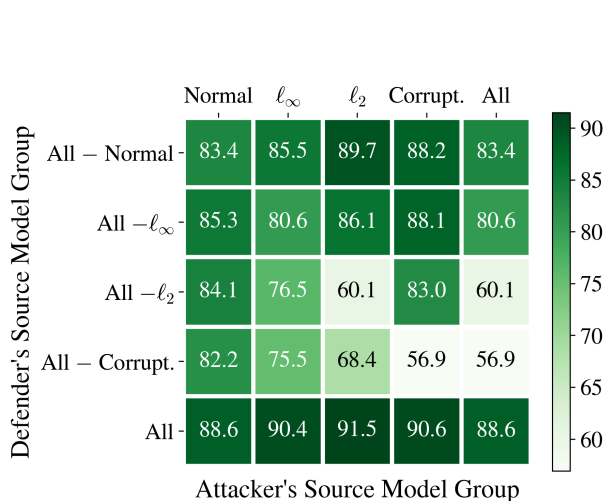 Normal ℓ∞ ℓ2 Corrupt. All
All − Normal 83.4 85.5 89.7 88.2 83.4
All −ℓ∞ 85.3 80.6 86.1 88.1 80.6
All −ℓ2 84.1 76.5 60.1 83.0 60.1
All − Corrupt. 82.2 75.5 68.4 56.9 56.9
All 88.6 90.4 91.5 90.6 88.6
Attacker's Source Model Group
Defender's Source Model Group
90
85
80
75
70
65
60